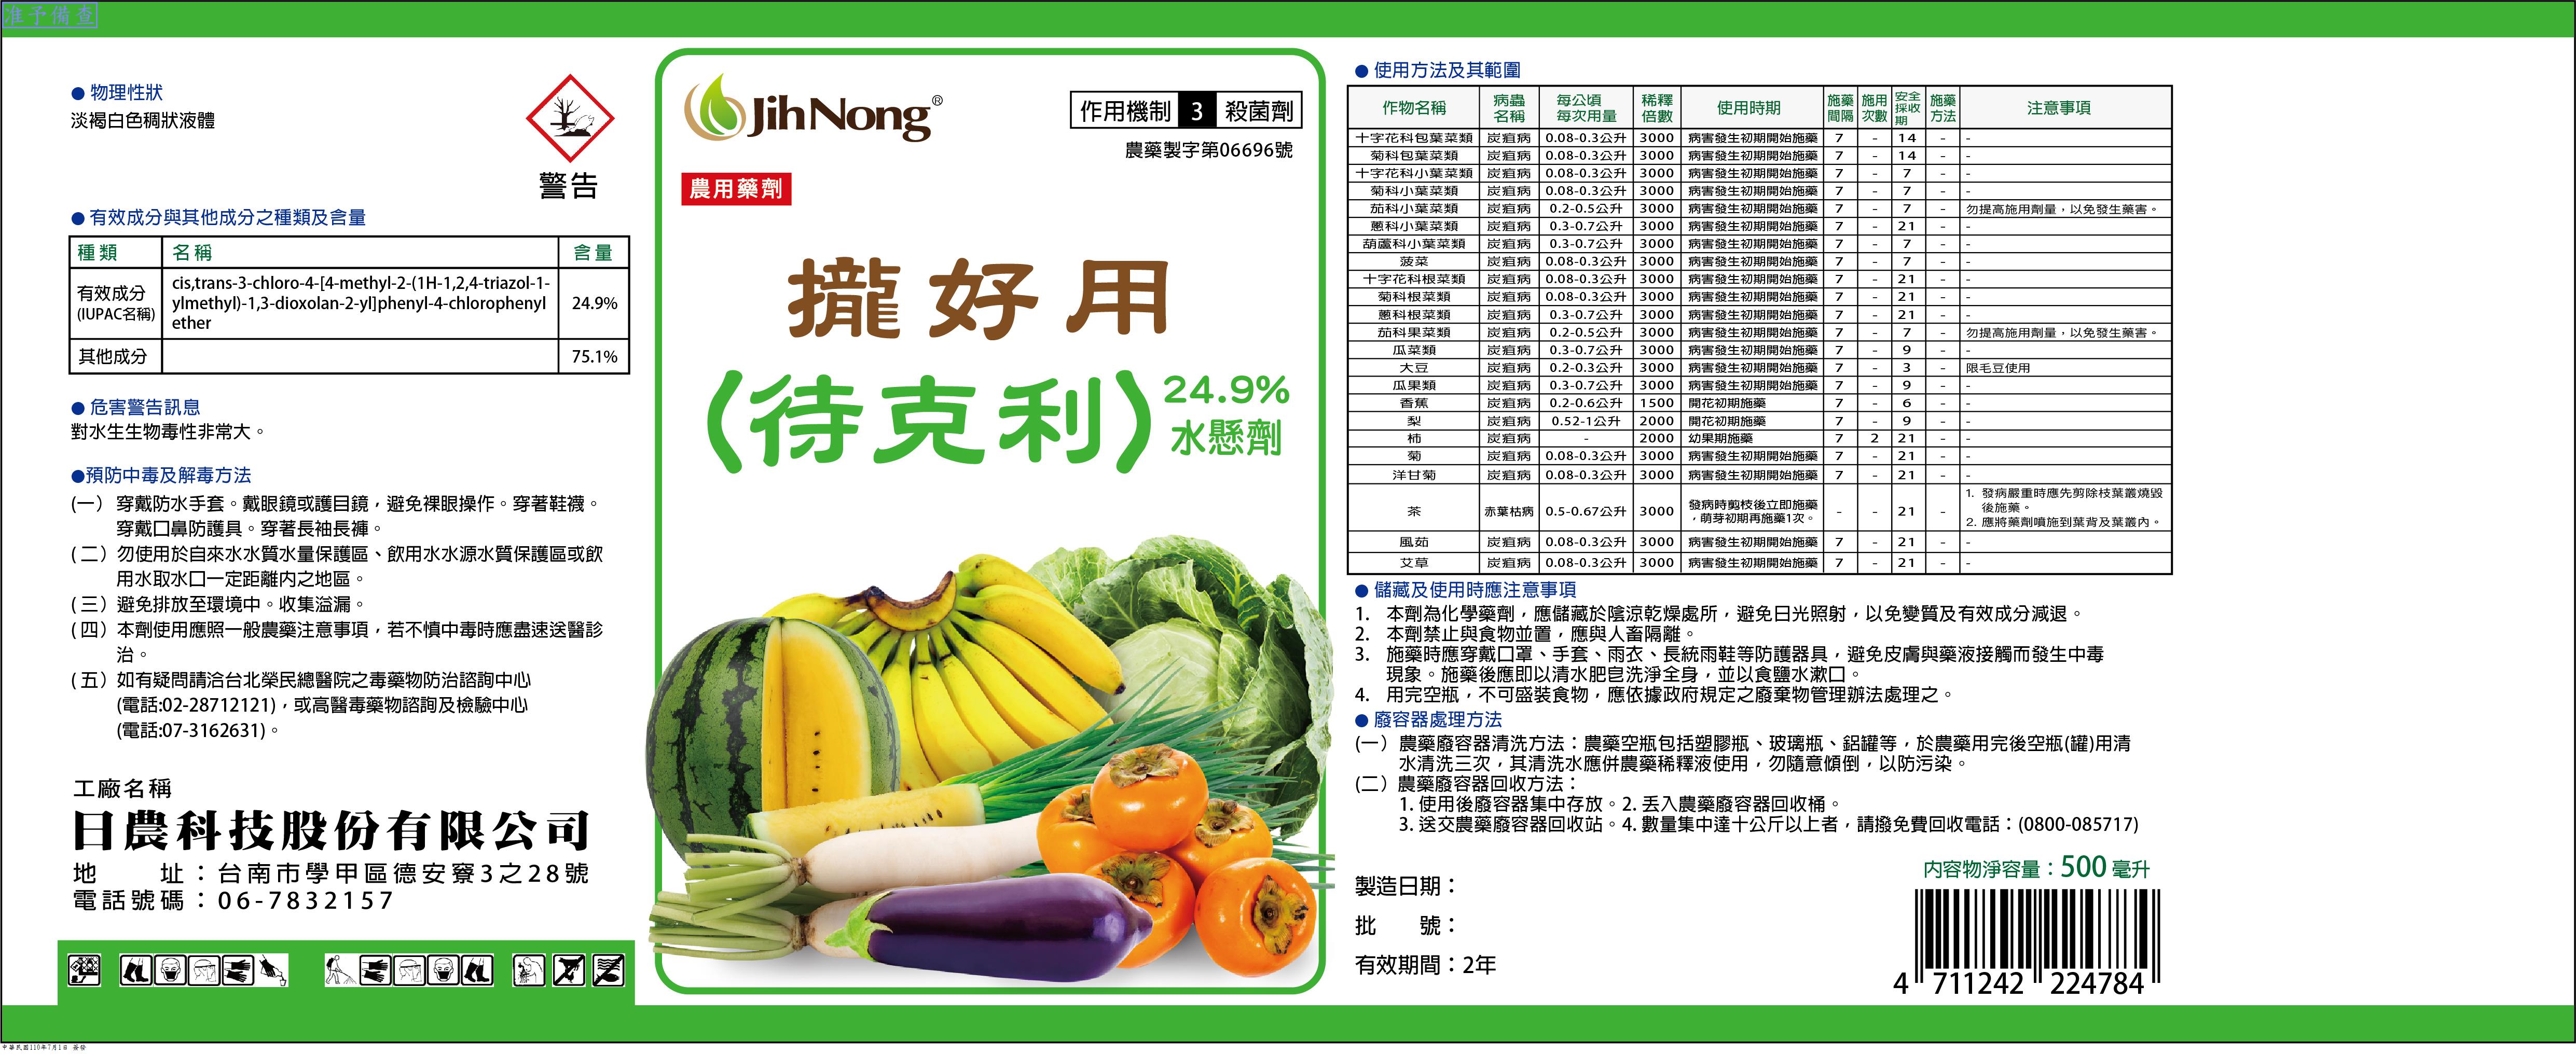 准予備查
● 物理性狀
淡褐白色稠狀液體
警告
● 有效成分與其他成分之種類及含量
種類 名稱 含量
有效成分 (IUPAC名稱) cis,trans-3-chloro-4-[4-methyl-2-(1H-1,2,4-triazol-1-
ylmethyl)-1,3-dioxolan-2-yl]phenyl-4-chlorophenyl
ether 24.9%
其他成分 75.1%
● 危害警告訊息
對水生生物毒性非常大。
●預防中毒及解毒方法
(一) 穿戴防水手套。戴眼鏡或護目鏡，避免裸眼操作。穿著鞋襪。
穿戴口鼻防護具。穿著長袖長褲。
(二) 勿使用於自來水水質水量保護區、飲用水水源水質保護區或飲
用水取水口一定距離內之地區。
(三) 避免排放至環境中。收集溢漏。
(四) 本劑使用應照一般農藥注意事項，若不慎中毒時應盡速送醫診
治。
(五) 如有疑問請洽台北榮民總醫院之毒藥物防治諮詢中心
(電話:02-28712121)，或高醫毒藥物諮詢及檢驗中心
(電話:07-3162631)。
工廠名稱
日農科技股份有限公司
地 址：台南市學甲區德安寮3之28號
電話號碼：06-7832157
JihNong®
作用機制 3 殺菌劑
農藥製字第06696號
農用藥劑
攏好用
(待克利) 24.9%
水懸劑
● 使用方法及其範圍
作物名稱 病蟲名稱 每公頃每次用量 稀釋倍數 使用時期 施藥間隔 施用次數 安全採收期 施藥方法 注意事項
十字花科包葉菜類 炭疽病 0.08-0.3公升 3000 病害發生初期開始施藥 7 - 14 - -
菊科包葉菜類 炭疽病 0.08-0.3公升 3000 病害發生初期開始施藥 7 - 14 - -
十字花科小葉菜類 炭疽病 0.08-0.3公升 3000 病害發生初期開始施藥 7 - 7 - -
菊科小葉菜類 炭疽病 0.08-0.3公升 3000 病害發生初期開始施藥 7 - 7 - -
茄科小葉菜類 炭疽病 0.2-0.5公升 3000 病害發生初期開始施藥 7 - 7 - 勿提高施用劑量，以免發生藥害。
蔥科小葉菜類 炭疽病 0.3-0.7公升 3000 病害發生初期開始施藥 7 - 21 - -
葫蘆科小葉菜類 炭疽病 0.3-0.7公升 3000 病害發生初期開始施藥 7 - 7 - -
菠菜 炭疽病 0.08-0.3公升 3000 病害發生初期開始施藥 7 - 7 - -
十字花科根菜類 炭疽病 0.08-0.3公升 3000 病害發生初期開始施藥 7 - 21 - -
菊科根菜類 炭疽病 0.08-0.3公升 3000 病害發生初期開始施藥 7 - 21 - -
蔥科根菜類 炭疽病 0.3-0.7公升 3000 病害發生初期開始施藥 7 - 21 - -
茄科果菜類 炭疽病 0.2-0.5公升 3000 病害發生初期開始施藥 7 - 7 - 勿提高施用劑量，以免發生藥害。
瓜菜類 炭疽病 0.3-0.7公升 3000 病害發生初期開始施藥 7 - 9 - -
大豆 炭疽病 0.2-0.3公升 3000 病害發生初期開始施藥 7 - 3 - 限毛豆使用
瓜果類 炭疽病 0.3-0.7公升 3000 病害發生初期開始施藥 7 - 9 - -
香蕉 炭疽病 0.2-0.6公升 1500 開花初期施藥 7 - 6 - -
梨 炭疽病 0.52-1公升 2000 開花初期施藥 7 - 9 - -
柿 炭疽病 - 2000 幼果期施藥 7 2 21 - -
菊 炭疽病 0.08-0.3公升 3000 病害發生初期開始施藥 7 - 21 - -
洋甘菊 炭疽病 0.08-0.3公升 3000 病害發生初期開始施藥 7 - 21 - -
茶 赤葉枯病 0.5-0.67公升 3000 發病時剪枝後立即施藥，萌芽初期再施藥1次。 - - 21 - 1. 發病嚴重時應先剪除枝葉叢燒毀
後施藥。
2. 應將藥劑噴施到葉背及葉叢內。
風茹 炭疽病 0.08-0.3公升 3000 病害發生初期開始施藥 7 - 21 - -
艾草 炭疽病 0.08-0.3公升 3000 病害發生初期開始施藥 7 - 21 - -
● 儲藏及使用時應注意事項
1. 本劑為化學藥劑，應儲藏於陰涼乾燥處所，避免日光照射，以免變質及有效成分減退。
2. 本劑禁止與食物並置，應與人畜隔離。
3. 施藥時應穿戴口罩、手套、雨衣、長統雨鞋等防護器具，避免皮膚與藥液接觸而發生中毒
現象。施藥後應即以清水肥皂洗淨全身，並以食鹽水漱口。
4. 用完空瓶，不可盛裝食物，應依據政府規定之廢棄物管理辦法處理之。
● 廢容器處理方法
(一) 農藥廢容器清洗方法：農藥空瓶包括塑膠瓶、玻璃瓶、鋁罐等，於農藥用完後空瓶(罐)用清
水清洗三次，其清洗水應併農藥稀釋液使用，勿隨意傾倒，以防污染。
(二) 農藥廢容器回收方法：
1. 使用後廢容器集中存放。2. 丟入農藥廢容器回收桶。
3. 送交農藥廢容器回收站。4. 數量集中達十公斤以上者，請撥免費回收電話：(0800-085717)
內容物淨容量：500 毫升
製造日期：
批 號：
有效期間：2年
4 711242 224784
中華民國110年7月1日 簽發